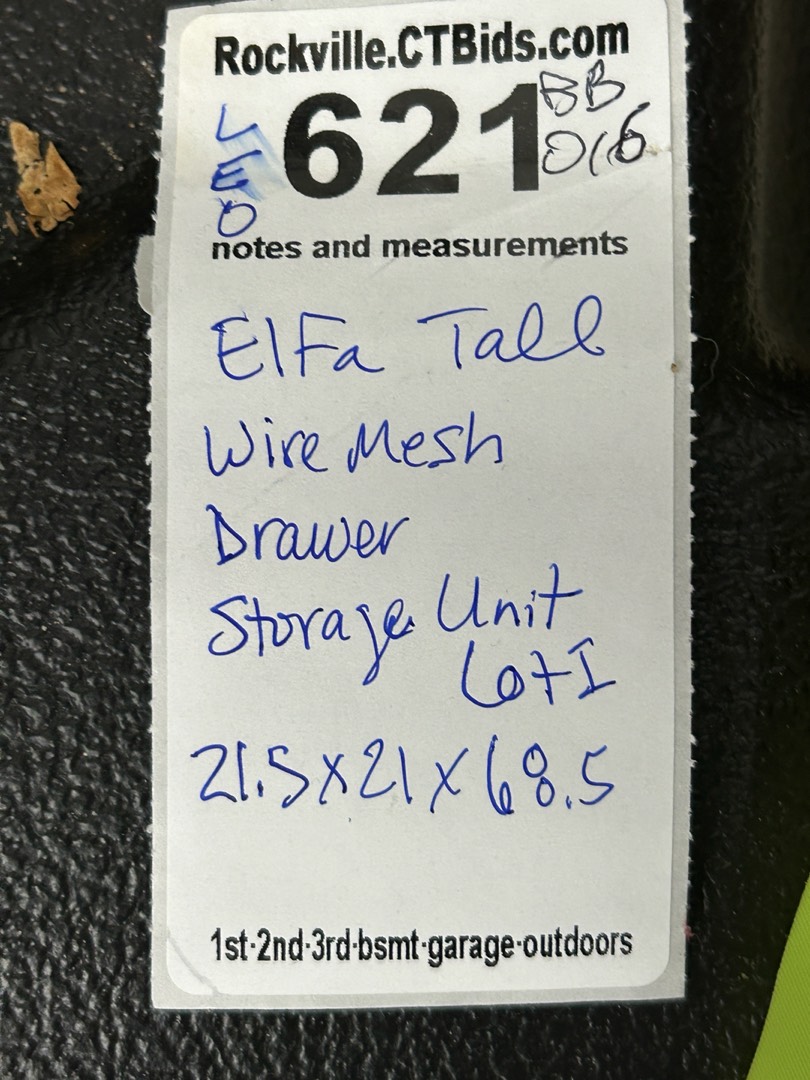 Rockville.CTBids.com
LEO 621 BB 016
notes and measurements
ElFa Tall
Wire Mesh
Drawer
Storage Unit
Lot I
21.5x21x68.5
1st-2nd-3rd-bsmt-garage-outdoors